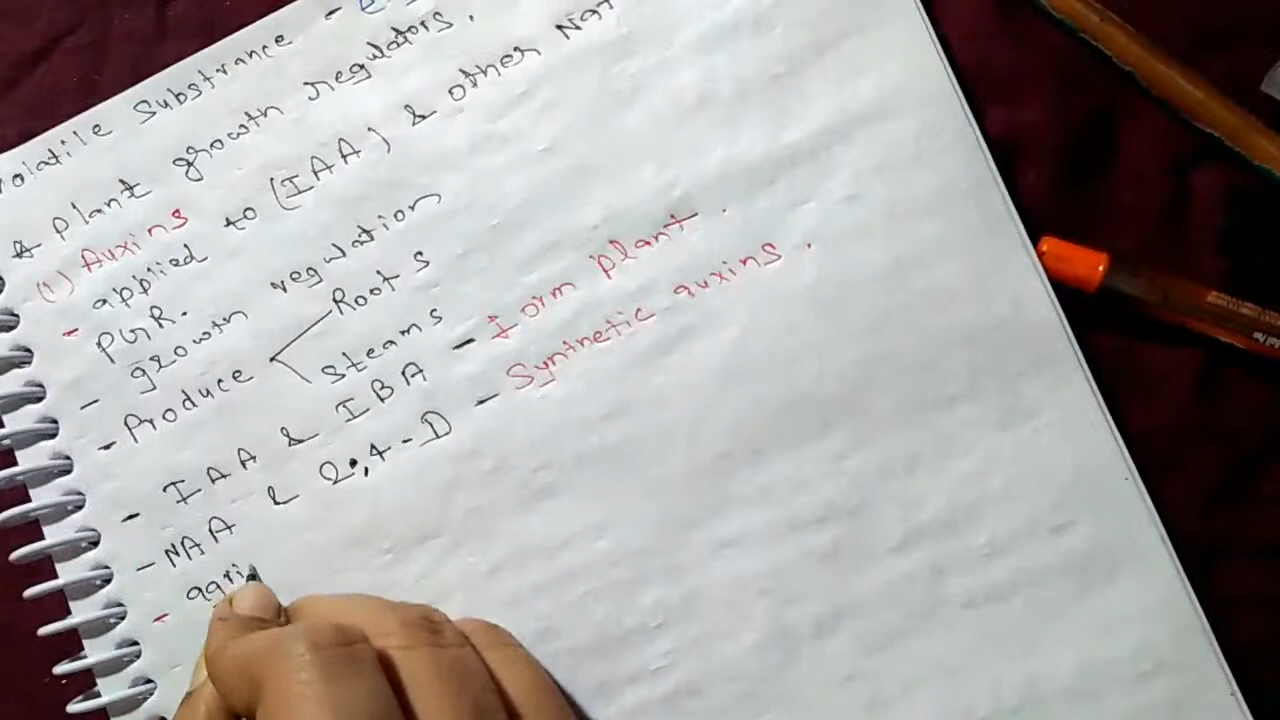 Volatile Substrance -
* Plant growth regulators.
(1) Auxins
- applied to (IAA) & other Nat
PGR.
- growth regulation
- Produce Roots
Steams
- IAA & IBA - form plant.
- NAA & 2,4-D - Synthetic auxins.
- agri